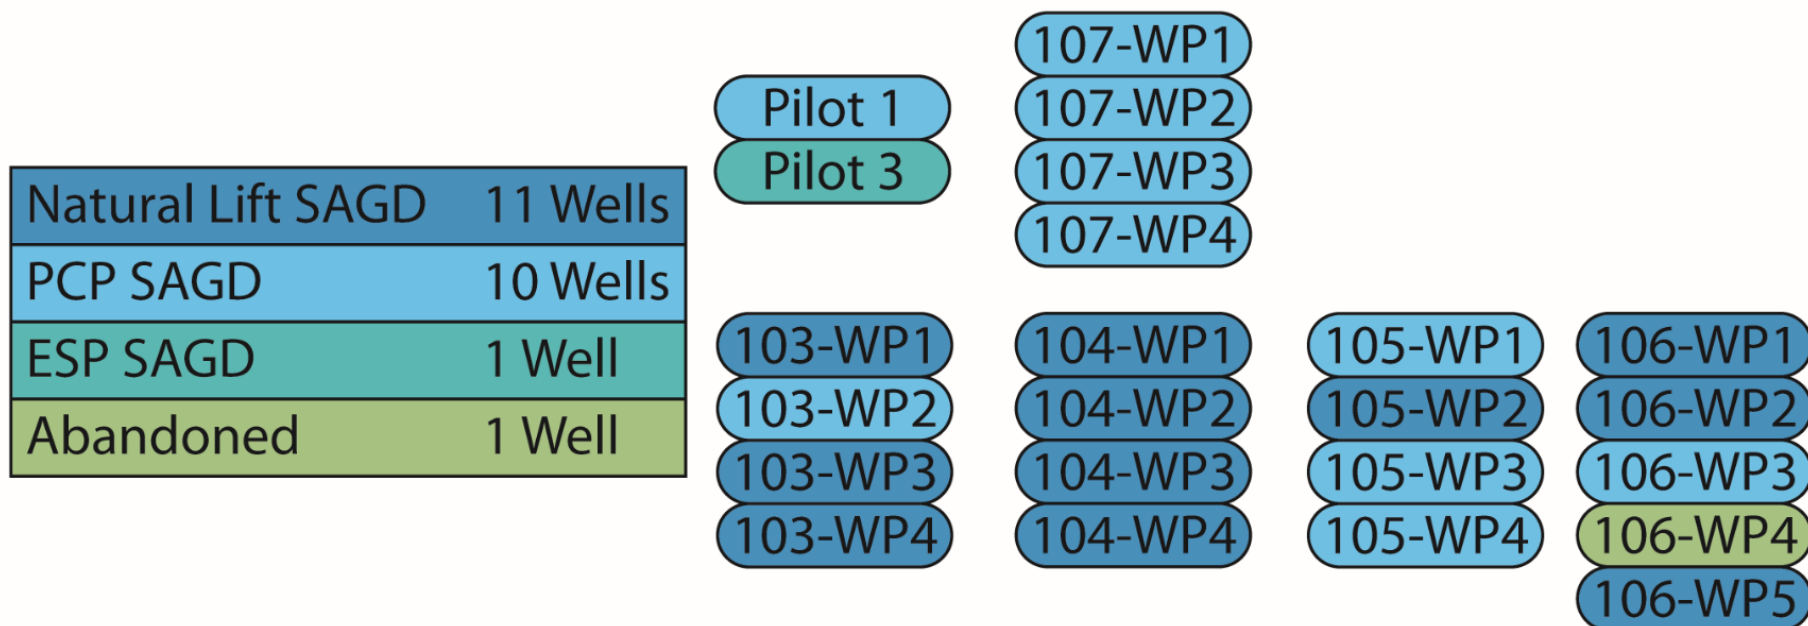 Natural Lift SAGD 11 Wells
PCP SAGD 10 Wells
ESP SAGD 1 Well
Abandoned 1 Well
Pilot 1
Pilot 3
107-WP1
107-WP2
107-WP3
107-WP4
103-WP1
103-WP2
103-WP3
103-WP4
104-WP1
104-WP2
104-WP3
104-WP4
105-WP1
105-WP2
105-WP3
105-WP4
106-WP1
106-WP2
106-WP3
106-WP4
106-WP5